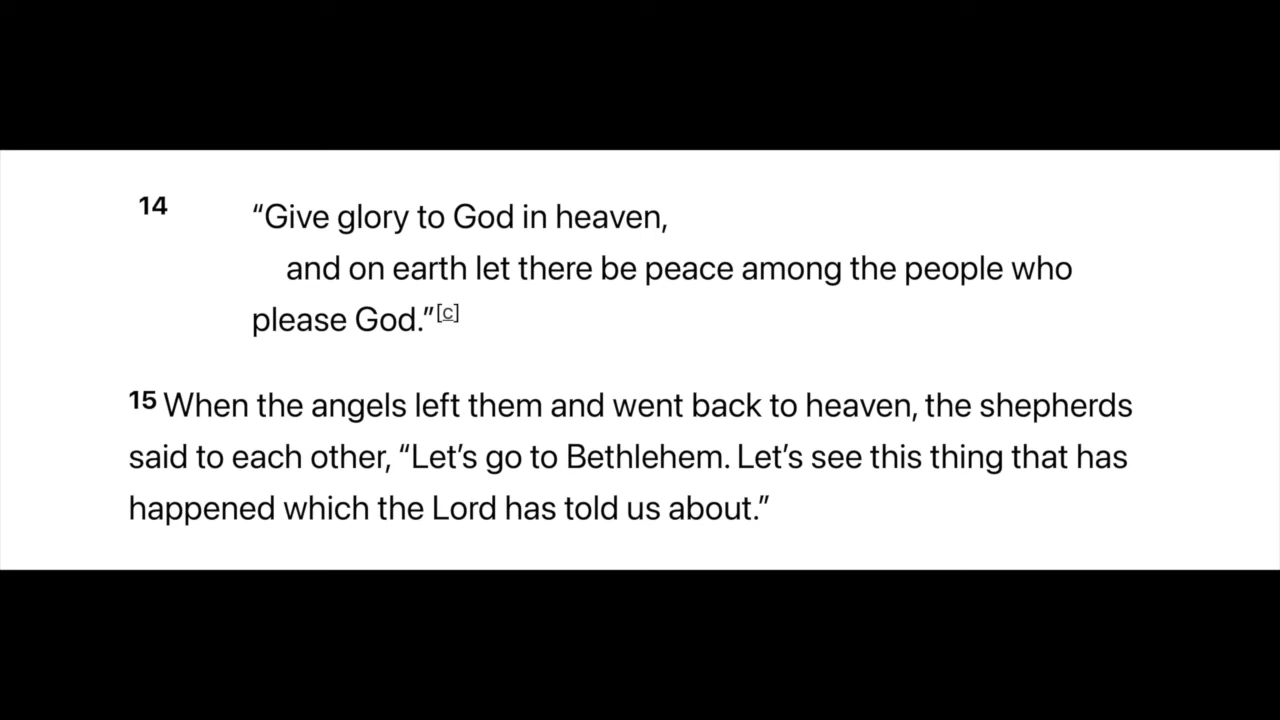 14 “Give glory to God in heaven,
and on earth let there be peace among the people who
please God.”[c]
15 When the angels left them and went back to heaven, the shepherds
said to each other, “Let’s go to Bethlehem. Let’s see this thing that has
happened which the Lord has told us about.”